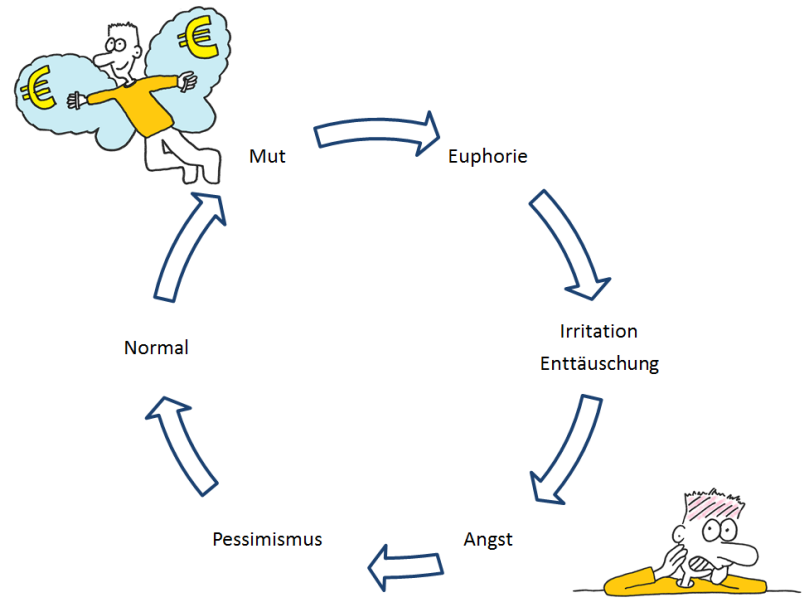 €
€
Mut
Euphorie
Irritation
Enttäuschung
Normal
Pessimismus
Angst